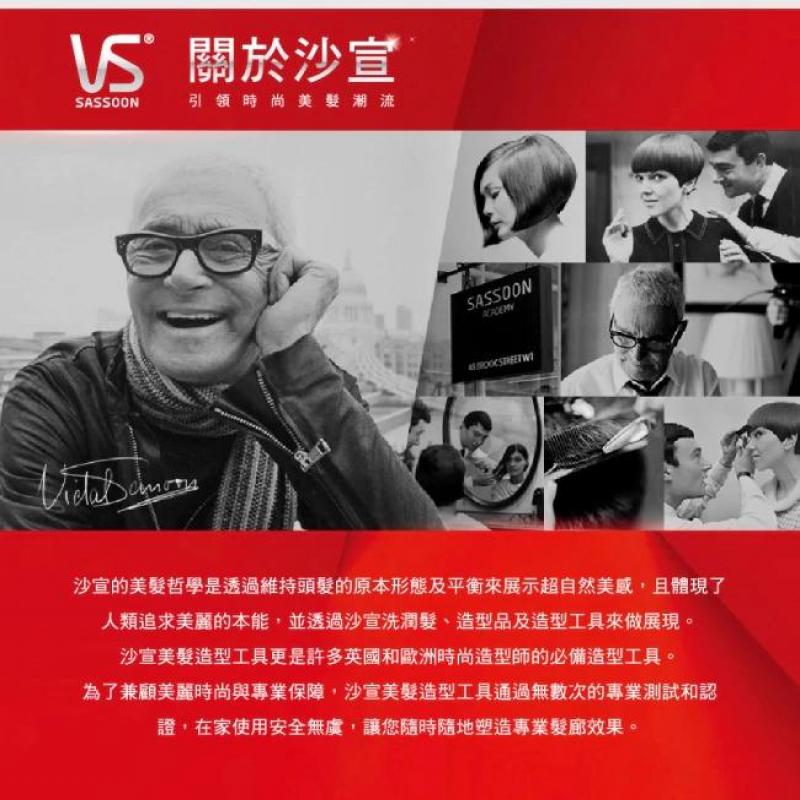 VS®
SASSOON
關於沙宣
引領時尚美髮潮流
SASSOON
ACADEMY
Vidal Sassoon
沙宣的美髮哲學是透過維持頭髮的原本形態及平衡來展示超自然美感，且體現了
人類追求美麗的本能，並透過沙宣洗潤髮、造型品及造型工具來做展現。
沙宣美髮造型工具更是許多英國和歐洲時尚造型師的必備造型工具。
為了兼顧美麗時尚與專業保障，沙宣美髮造型工具通過無數次的專業測試和認
證，在家使用安全無虞，讓您隨時隨地塑造專業髮廊效果。